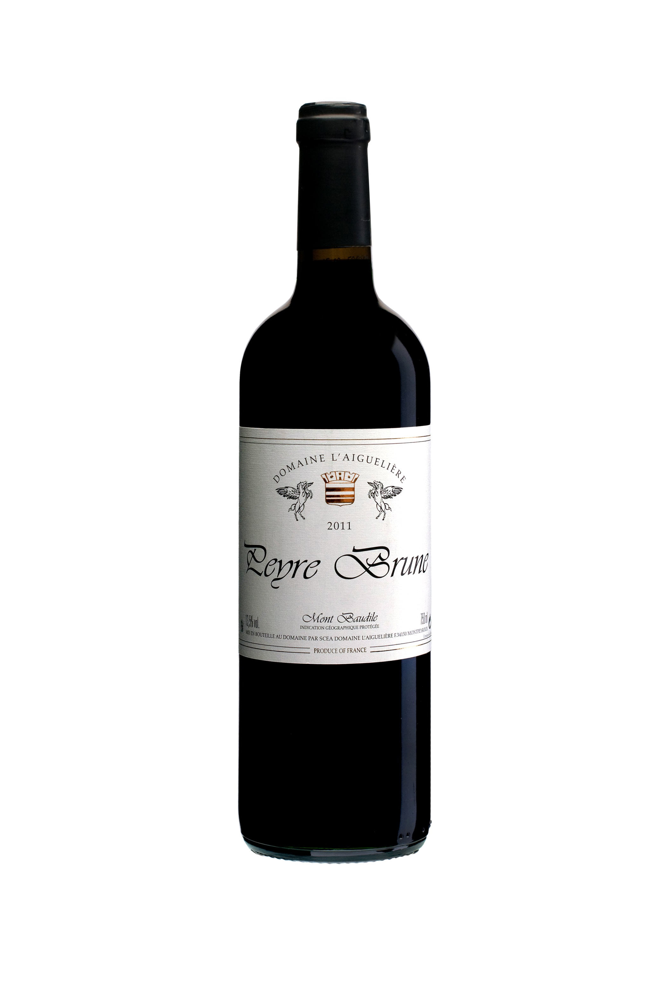 DOMAINE L'AIGUELIÈRE
2011
Peyre Brune
Mont Baudile
INDICATION GÉOGRAPHIQUE PROTÉGÉE
13,5% vol.
750 ml
MIS EN BOUTEILLE AU DOMAINE PAR SCEA DOMAINE L'AIGUELIÈRE F.34150 MONTPEYROUX
PRODUCE OF FRANCE